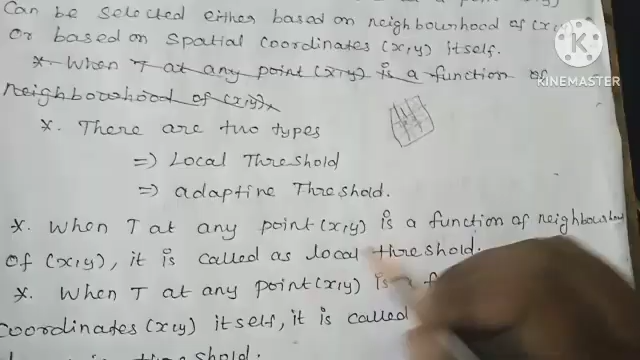 Can be selected either based on neighbourhood of (x,
or based on spatial coordinates (x,y) itself.
*. When T at any point (x,y) is a function of
neighbourhood of (x,y).
*. There are two types
=) Local Threshold
=) adaptive Threshold.
*. When T at any point (x,y) is a function of neighbourhood
of (x,y), it is called as local threshold.
*. When T at any point (x,y) is
coordinates (x,y) itself, it is called
shold.
KINEMASTER